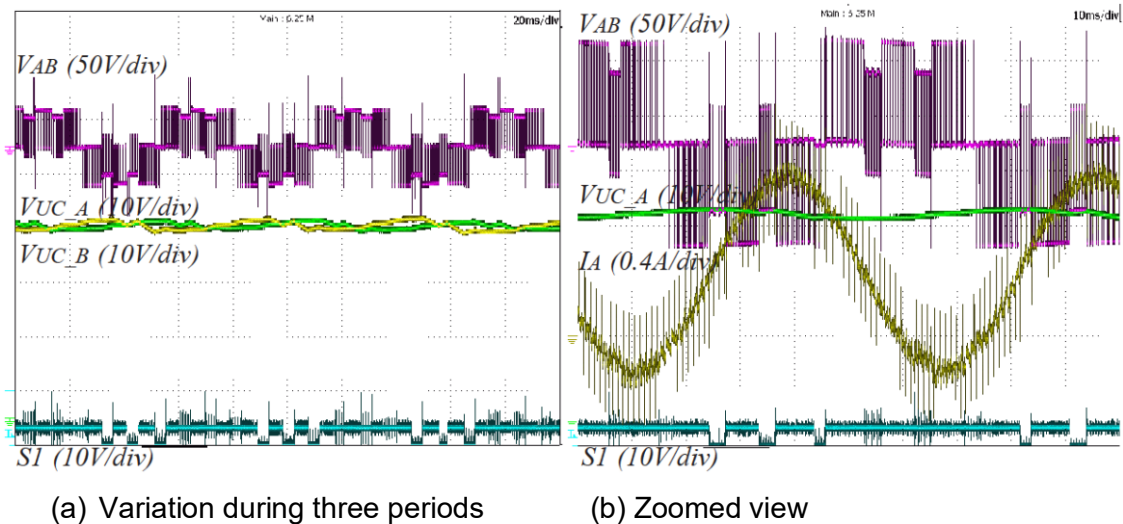 Main : 6.25 M
20ms/div
VAB (50V/div)
VUC_A (10V/div)
VUC_B (10V/div)
S1 (10V/div)
(a) Variation during three periods
Main : 6.25 M
10ms/div
VAB (50V/div)
VUC_A (10V/div)
IA (0.4A/div)
S1 (10V/div)
(b) Zoomed view